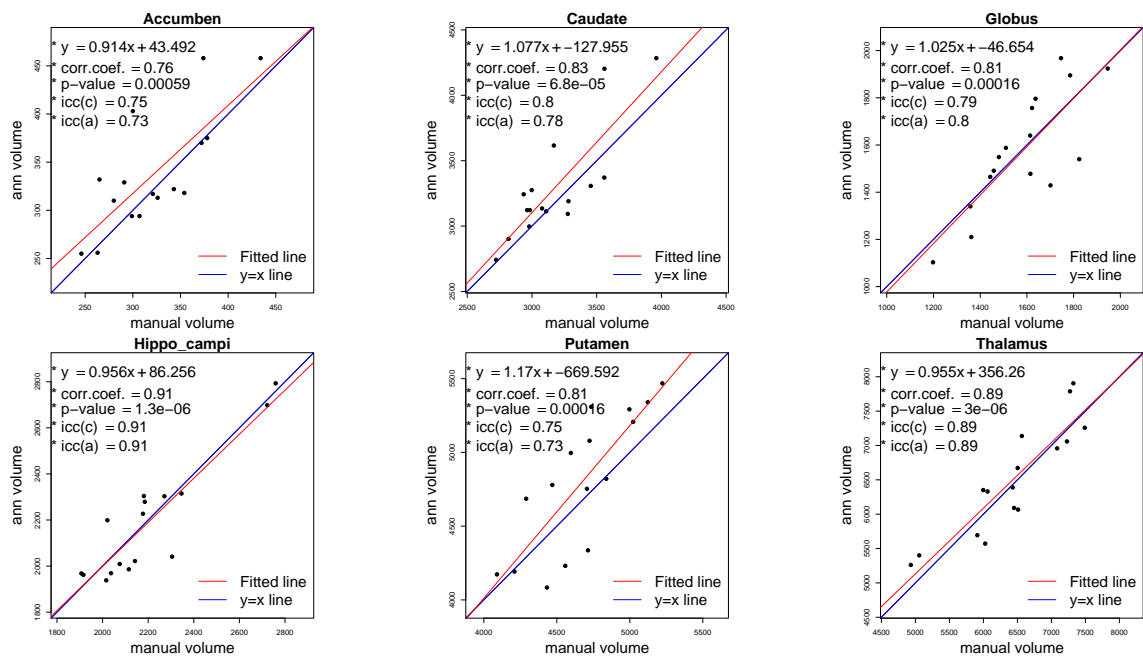 Accumben
* y = 0.914x + 43.492
* corr.coef. = 0.76
* p-value = 0.00059
* icc(c) = 0.75
* icc(a) = 0.73
Fitted line
y=x line
250 300 350 400 450
250 300 350 400 450
manual volume
ann volume
Caudate
* y = 1.077x + -127.955
* corr.coef. = 0.83
* p-value = 6.8e-05
* icc(c) = 0.8
* icc(a) = 0.78
Fitted line
y=x line
2500 3000 3500 4000 4500
2500 3000 3500 4000 4500
manual volume
ann volume
Globus
* y = 1.025x + -46.654
* corr.coef. = 0.81
* p-value = 0.00016
* icc(c) = 0.79
* icc(a) = 0.8
Fitted line
y=x line
1000 1200 1400 1600 1800 2000
1000 1200 1400 1600 1800 2000
manual volume
ann volume
Hippo_campi
* y = 0.956x + 86.256
* corr.coef. = 0.91
* p-value = 1.3e-06
* icc(c) = 0.91
* icc(a) = 0.91
Fitted line
y=x line
1800 2000 2200 2400 2600 2800
1800 2000 2200 2400 2600 2800
manual volume
ann volume
Putamen
* y = 1.17x + -669.592
* corr.coef. = 0.81
* p-value = 0.00016
* icc(c) = 0.75
* icc(a) = 0.73
Fitted line
y=x line
4000 4500 5000 5500
4000 4500 5000 5500
manual volume
ann volume
Thalamus
* y = 0.955x + 356.26
* corr.coef. = 0.89
* p-value = 3e-06
* icc(c) = 0.89
* icc(a) = 0.89
Fitted line
y=x line
4500 5000 5500 6000 6500 7000 7500 8000
4500 5000 5500 6000 6500 7000 7500 8000
manual volume
ann volume